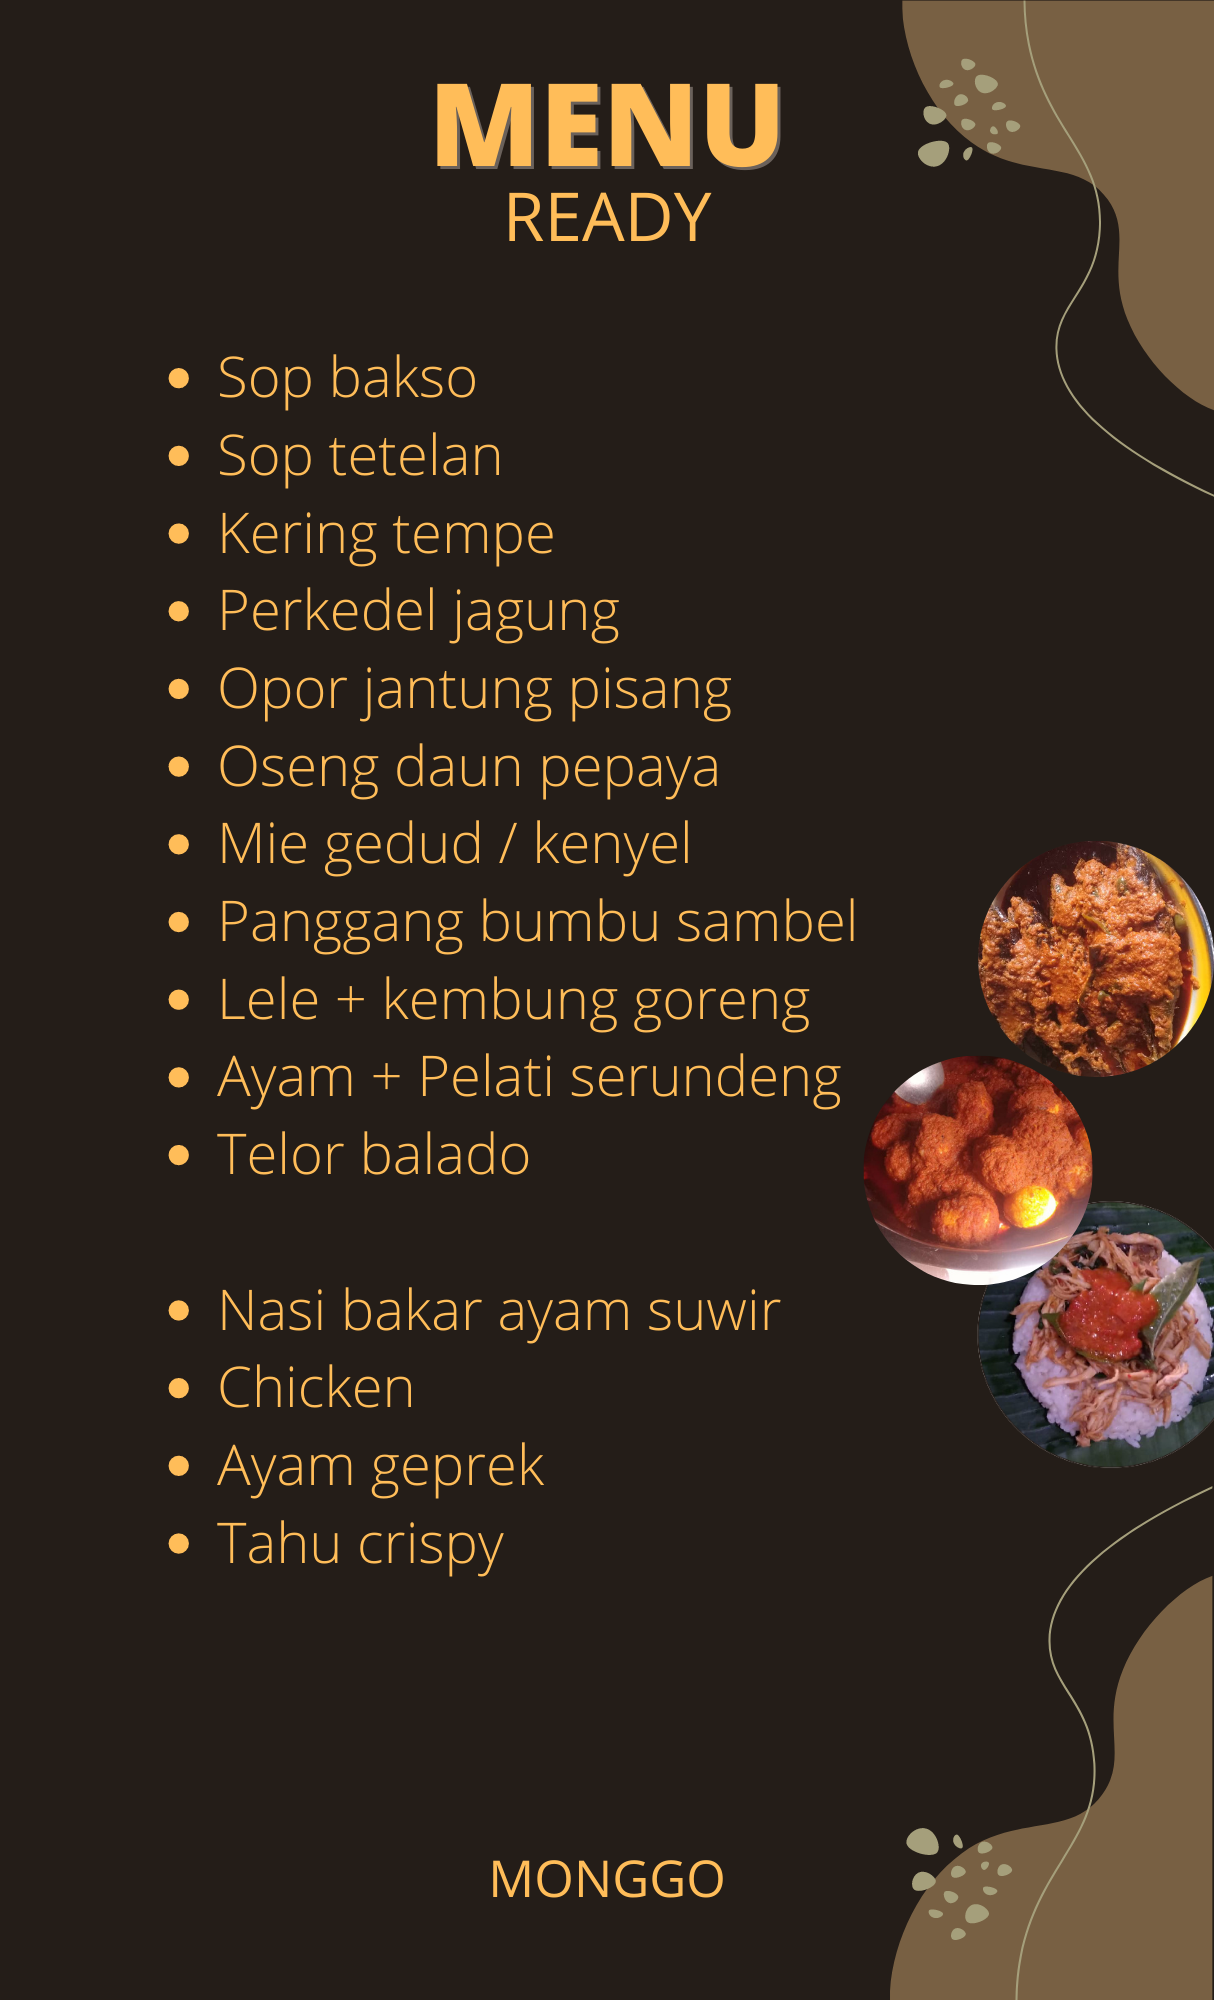 MENU
READY
• Sop bakso
• Sop tetelan
• Kering tempe
• Perkedel jagung
• Opor jantung pisang
• Oseng daun pepaya
• Mie gedud / kenyel
• Panggang bumbu sambel
• Lele + kembung goreng
• Ayam + Pelati serundeng
• Telor balado
• Nasi bakar ayam suwir
• Chicken
• Ayam geprek
• Tahu crispy
MONGGO